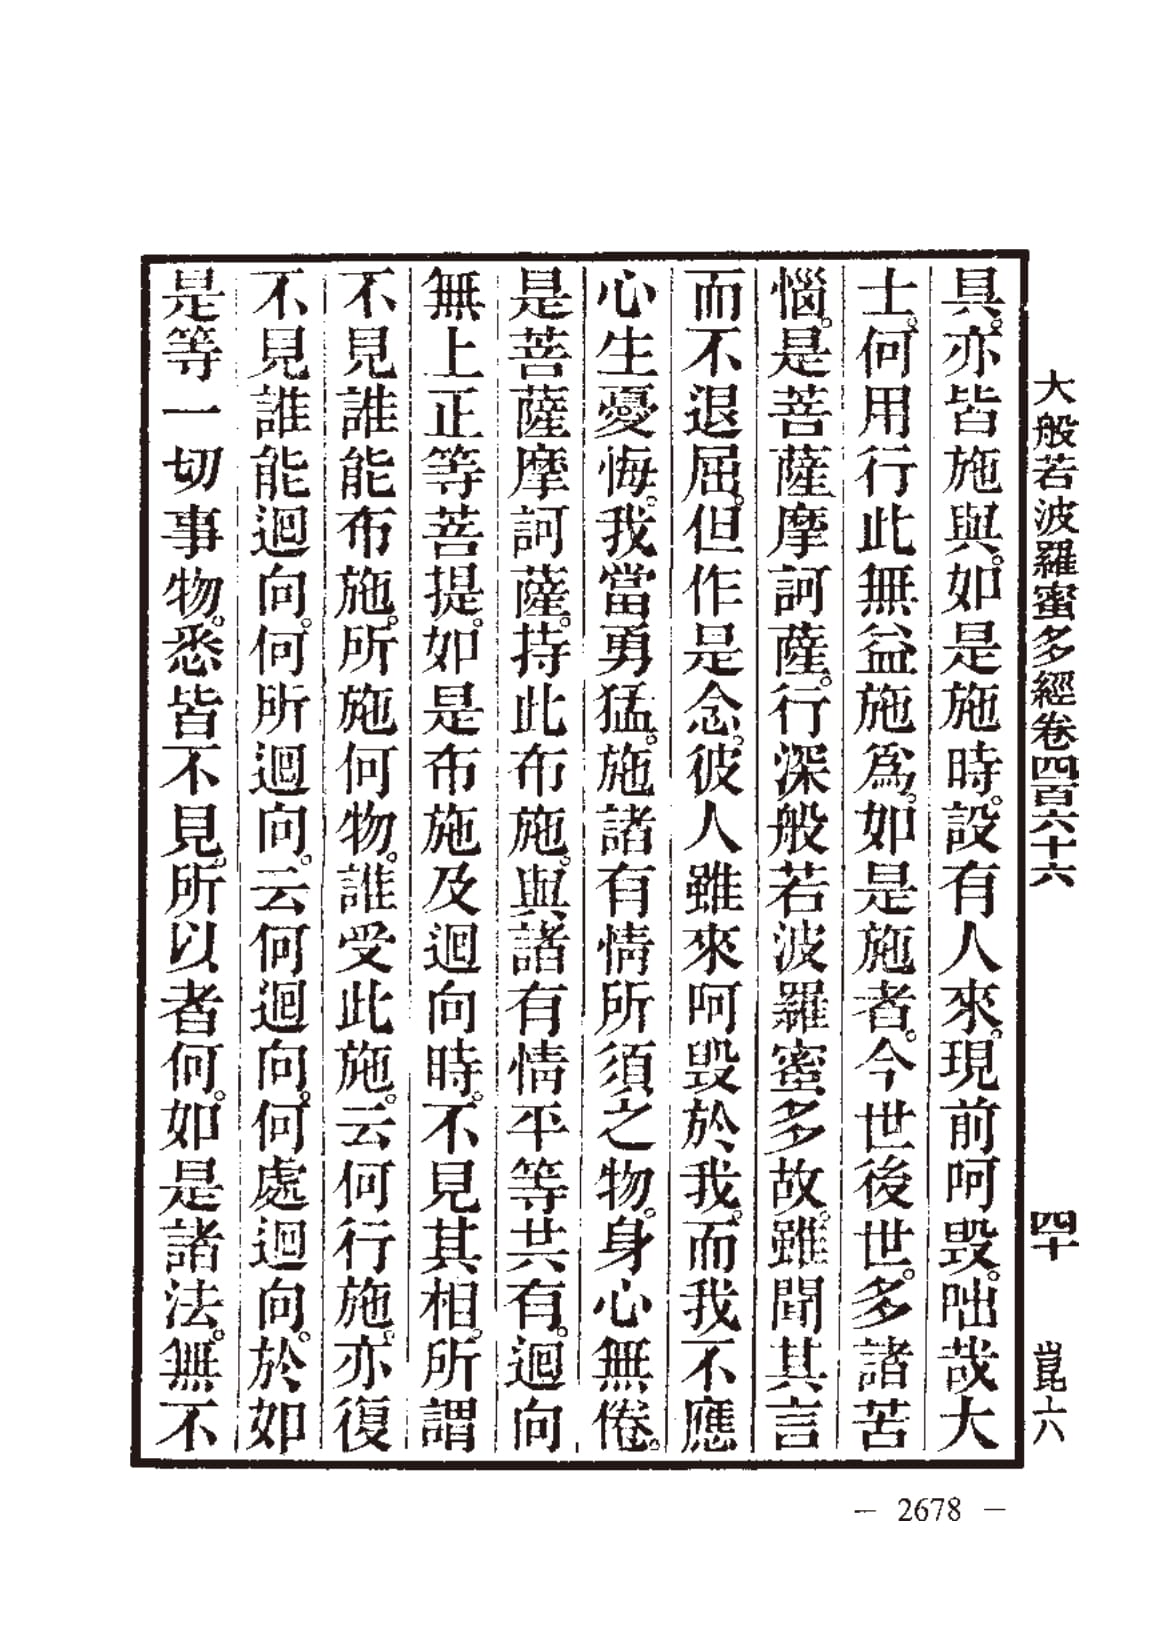 大般若波羅蜜多經卷四百六十六 四十 崑六
具。亦皆施與。如是施時。設有人來。現前呵毀。咄哉大
士。何用行此無益施為。如是施者。今世後世。多諸苦
惱。是菩薩摩訶薩。行深般若波羅蜜多故。雖聞其言
而不退屈。但作是念。彼人雖來呵毀於我。而我不應
心生憂悔。我當勇猛。施諸有情所須之物。身心無倦。
是菩薩摩訶薩。持此布施。與諸有情平等共有。迴向
無上正等菩提。如是布施及迴向時。不見其相。所謂
不見誰能布施。所施何物。誰受此施。云何行施。亦復
不見誰能迴向。何所迴向。云何迴向。何處迴向。於如
是等一切事物。悉皆不見。所以者何。如是諸法。無不
— 2678 —